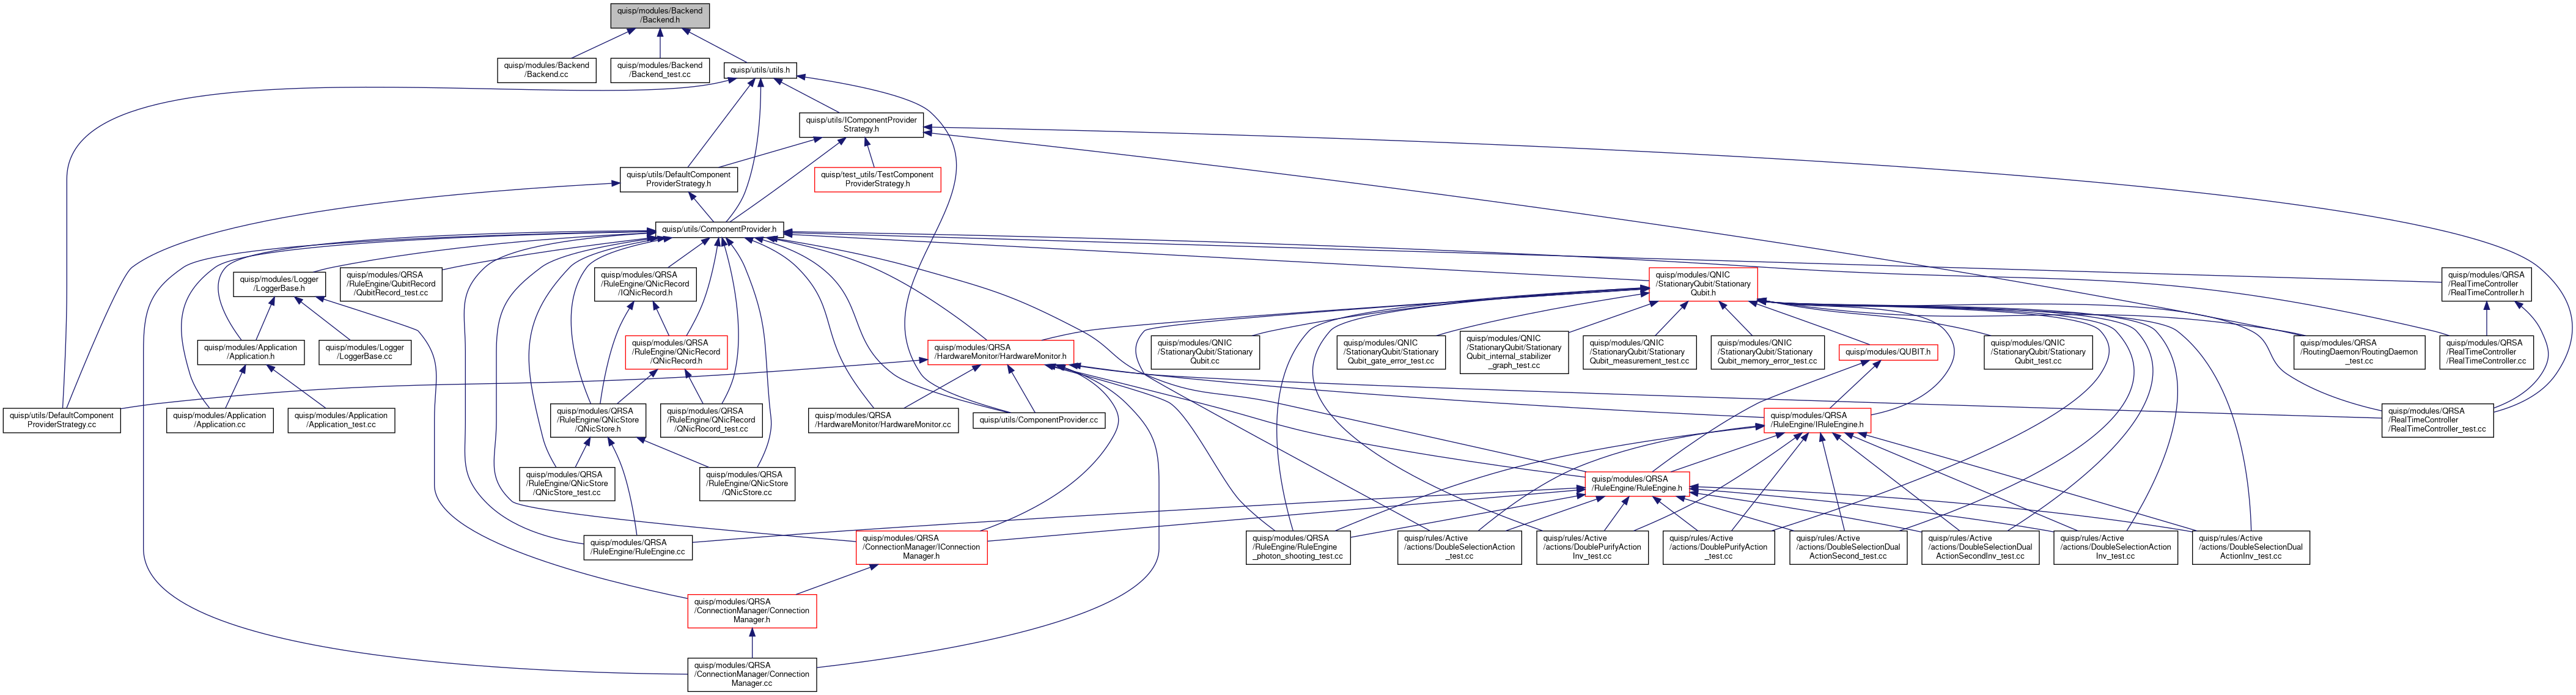 quisp/modules/Backend
/Backend.h
quisp/modules/Backend
/Backend.cc
quisp/modules/Backend
/Backend_test.cc
quisp/utils/utils.h
quisp/utils/IComponentProvider
Strategy.h
quisp/utils/DefaultComponent
ProviderStrategy.h
quisp/test_utils/TestComponent
ProviderStrategy.h
quisp/utils/ComponentProvider.h
quisp/modules/Logger
/LoggerBase.h
quisp/modules/QRSA
/RuleEngine/QubitRecord
/QubitRecord_test.cc
quisp/modules/QRSA
/RuleEngine/QNicRecord
/IQNicRecord.h
quisp/modules/QNIC
/StationaryQubit/Stationary
Qubit.h
quisp/modules/QRSA
/RealTimeController
/RealTimeController.h
quisp/modules/Application
/Application.h
quisp/modules/Logger
/LoggerBase.cc
quisp/modules/QRSA
/RuleEngine/QNicRecord
/QNicRecord.h
quisp/modules/QRSA
/HardwareMonitor/HardwareMonitor.h
quisp/modules/QNIC
/StationaryQubit/Stationary
Qubit.cc
quisp/modules/QNIC
/StationaryQubit/Stationary
Qubit_gate_error_test.cc
quisp/modules/QNIC
/StationaryQubit/Stationary
Qubit_internal_stabilizer
_graph_test.cc
quisp/modules/QNIC
/StationaryQubit/Stationary
Qubit_measurement_test.cc
quisp/modules/QNIC
/StationaryQubit/Stationary
Qubit_memory_error_test.cc
quisp/modules/QUBIT.h
quisp/modules/QNIC
/StationaryQubit/Stationary
Qubit_test.cc
quisp/modules/QRSA
/RoutingDaemon/RoutingDaemon
_test.cc
quisp/modules/QRSA
/RealTimeController
/RealTimeController.cc
quisp/utils/DefaultComponent
ProviderStrategy.cc
quisp/modules/Application
/Application.cc
quisp/modules/Application
/Application_test.cc
quisp/modules/QRSA
/RuleEngine/QNicStore
/QNicStore.h
quisp/modules/QRSA
/RuleEngine/QNicRecord
/QNicRocord_test.cc
quisp/modules/QRSA
/HardwareMonitor/HardwareMonitor.cc
quisp/utils/ComponentProvider.cc
quisp/modules/QRSA
/RuleEngine/IRuleEngine.h
quisp/modules/QRSA
/RealTimeController
/RealTimeController_test.cc
quisp/modules/QRSA
/RuleEngine/QNicStore
/QNicStore_test.cc
quisp/modules/QRSA
/RuleEngine/QNicStore
/QNicStore.cc
quisp/modules/QRSA
/RuleEngine/RuleEngine.h
quisp/modules/QRSA
/RuleEngine/RuleEngine.cc
quisp/modules/QRSA
/ConnectionManager/IConnection
Manager.h
quisp/modules/QRSA
/RuleEngine/RuleEngine
_photon_shooting_test.cc
quisp/rules/Active
/actions/DoubleSelectionAction
_test.cc
quisp/rules/Active
/actions/DoublePurifyAction
Inv_test.cc
quisp/rules/Active
/actions/DoublePurifyAction
_test.cc
quisp/rules/Active
/actions/DoubleSelectionDual
ActionSecond_test.cc
quisp/rules/Active
/actions/DoubleSelectionDual
ActionSecondInv_test.cc
quisp/rules/Active
/actions/DoubleSelectionAction
Inv_test.cc
quisp/rules/Active
/actions/DoubleSelectionDual
ActionInv_test.cc
quisp/modules/QRSA
/ConnectionManager/Connection
Manager.h
quisp/modules/QRSA
/ConnectionManager/Connection
Manager.cc